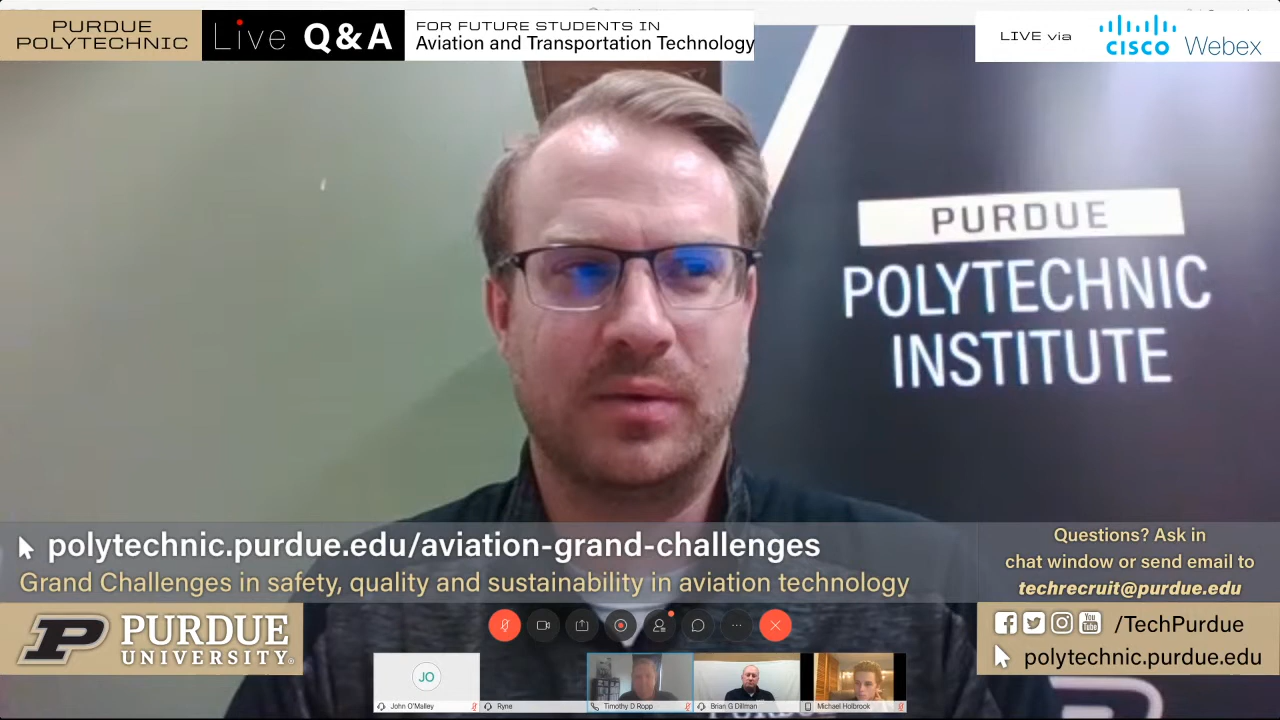 PURDUE
POLYTECHNIC
Live Q&A
FOR FUTURE STUDENTS IN
Aviation and Transportation Technology
LIVE via
CISCO Webex
PURDUE
POLYTECHNIC
INSTITUTE
polytechnic.purdue.edu/aviation-grand-challenges
Grand Challenges in safety, quality and sustainability in aviation technology
Questions? Ask in
chat window or send email to
techrecruit@purdue.edu
P PURDUE
UNIVERSITY®
You
Tube
/TechPurdue
polytechnic.purdue.edu
JO
John O'Malley
Ryne
Timothy D Ropp
Brian G Dillman
Michael Holbrook
PURDUE
P